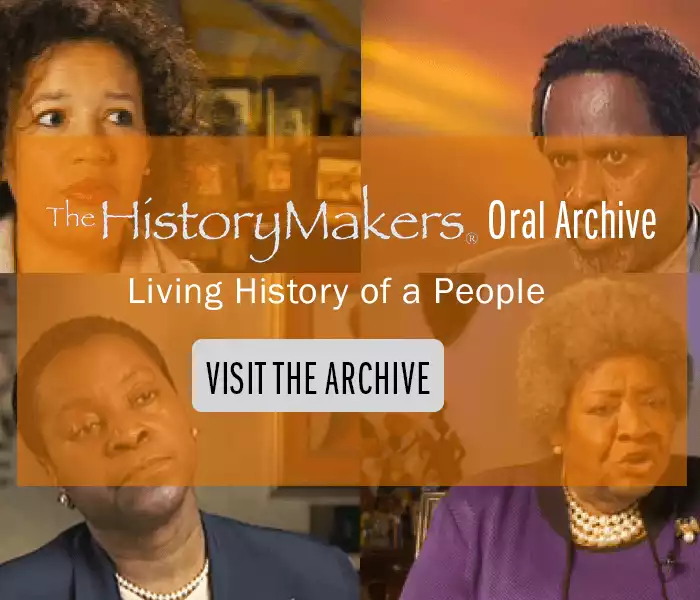 The HistoryMakers® Oral Archive
Living History of a People
VISIT THE ARCHIVE